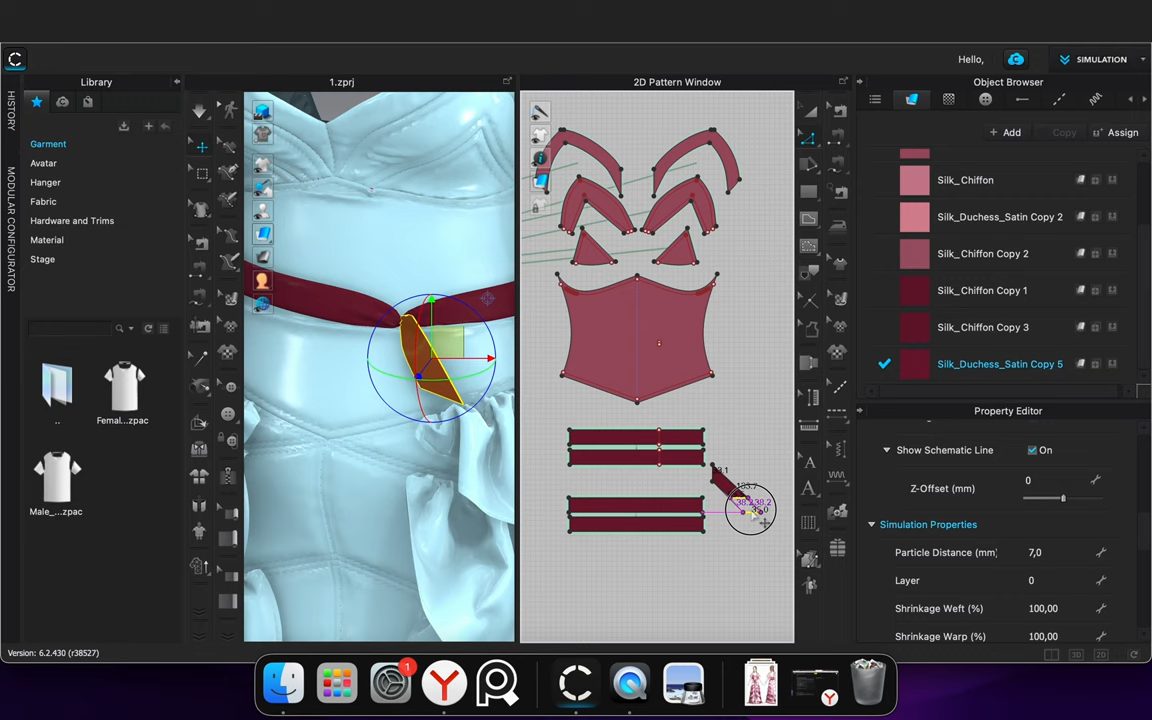 Hello,
SIMULATION
Library
1.zprj
2D Pattern Window
Object Browser
HISTORY
MODULAR CONFIGURATOR
Garment
Avatar
Hanger
Fabric
Hardware and Trims
Material
Stage
..
Femal...zpac
Male_...zpac
Add
Copy
Assign
Silk_Chiffon
Silk_Duchess_Satin Copy 2
Silk_Chiffon Copy 2
Silk_Chiffon Copy 1
Silk_Chiffon Copy 3
Silk_Duchess_Satin Copy 5
Property Editor
Show Schematic Line
On
Z-Offset (mm)
0
Simulation Properties
Particle Distance (mm)
7,0
Layer
0
Shrinkage Weft (%)
100,00
Shrinkage Warp (%)
100,00
3D
2D
Version: 6.2.430 (r38527)
1